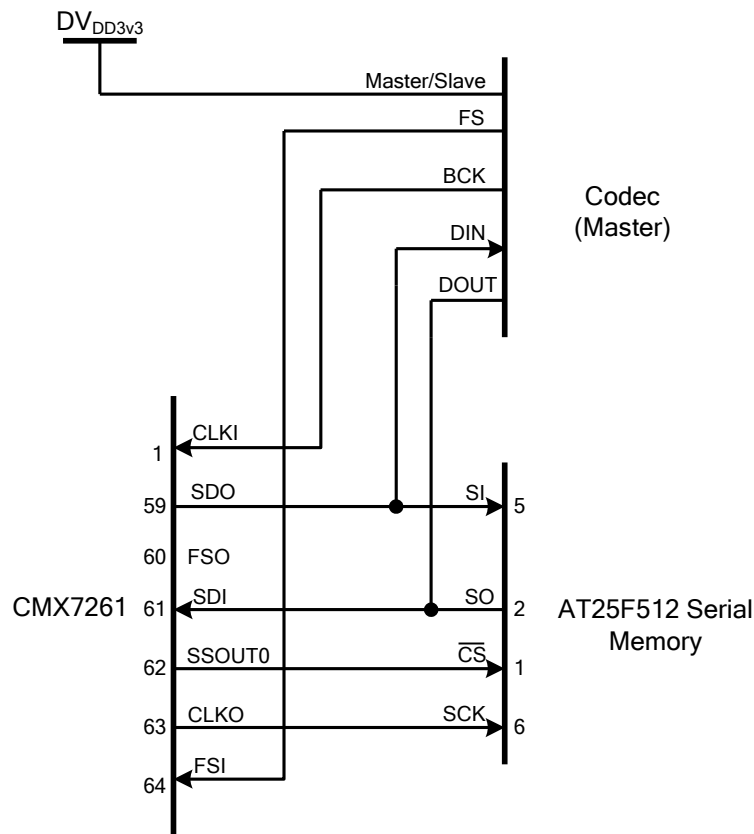 DVDD3v3
Master/Slave
FS
BCK
DIN
DOUT
Codec
(Master)
1 CLKI
59 SDO SI 5
60 FSO
CMX7261 61 SDI SO 2 AT25F512 Serial
Memory
62 SSOUT0 CS 1
63 CLKO SCK 6
64 FSI